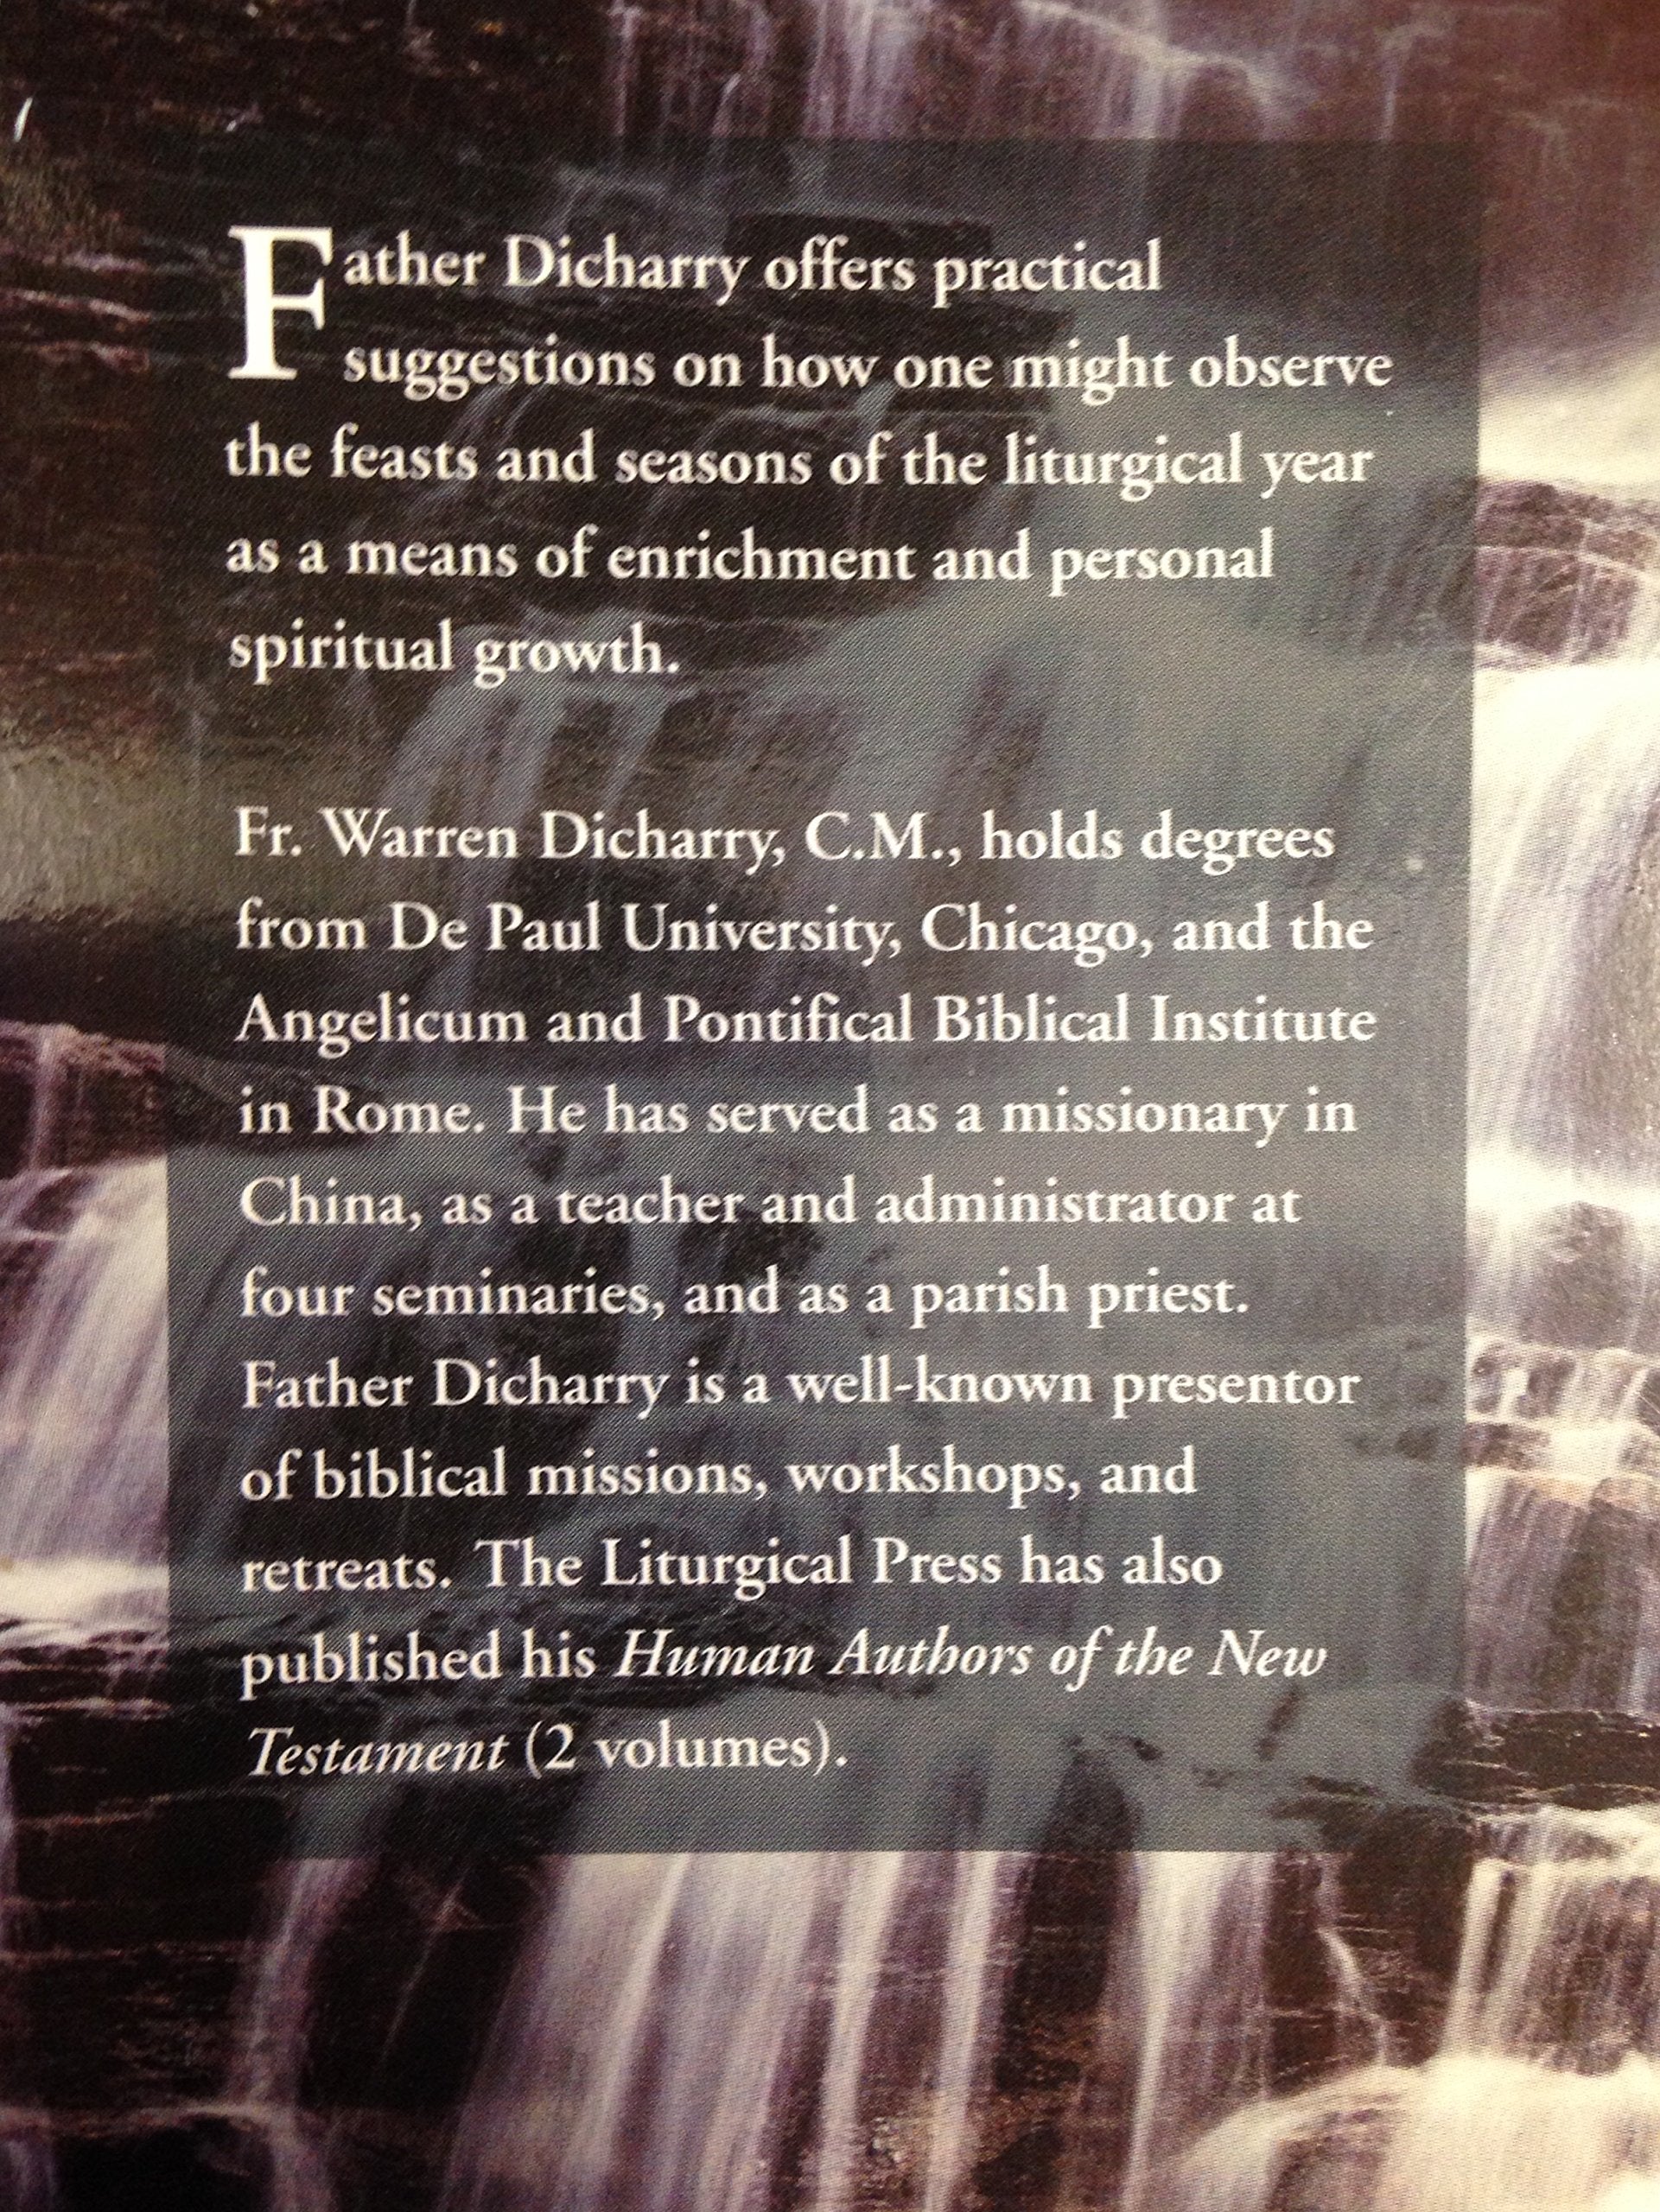 Father Dicharry offers practical
suggestions on how one might observe
the feasts and seasons of the liturgical year
as a means of enrichment and personal
spiritual growth.
Fr. Warren Dicharry, C.M., holds degrees
from De Paul University, Chicago, and the
Angelicum and Pontifical Biblical Institute
in Rome. He has served as a missionary in
China, as a teacher and administrator at
four seminaries, and as a parish priest.
Father Dicharry is a well-known presentor
of biblical missions, workshops, and
retreats. The Liturgical Press has also
published his Human Authors of the New
Testament (2 volumes).